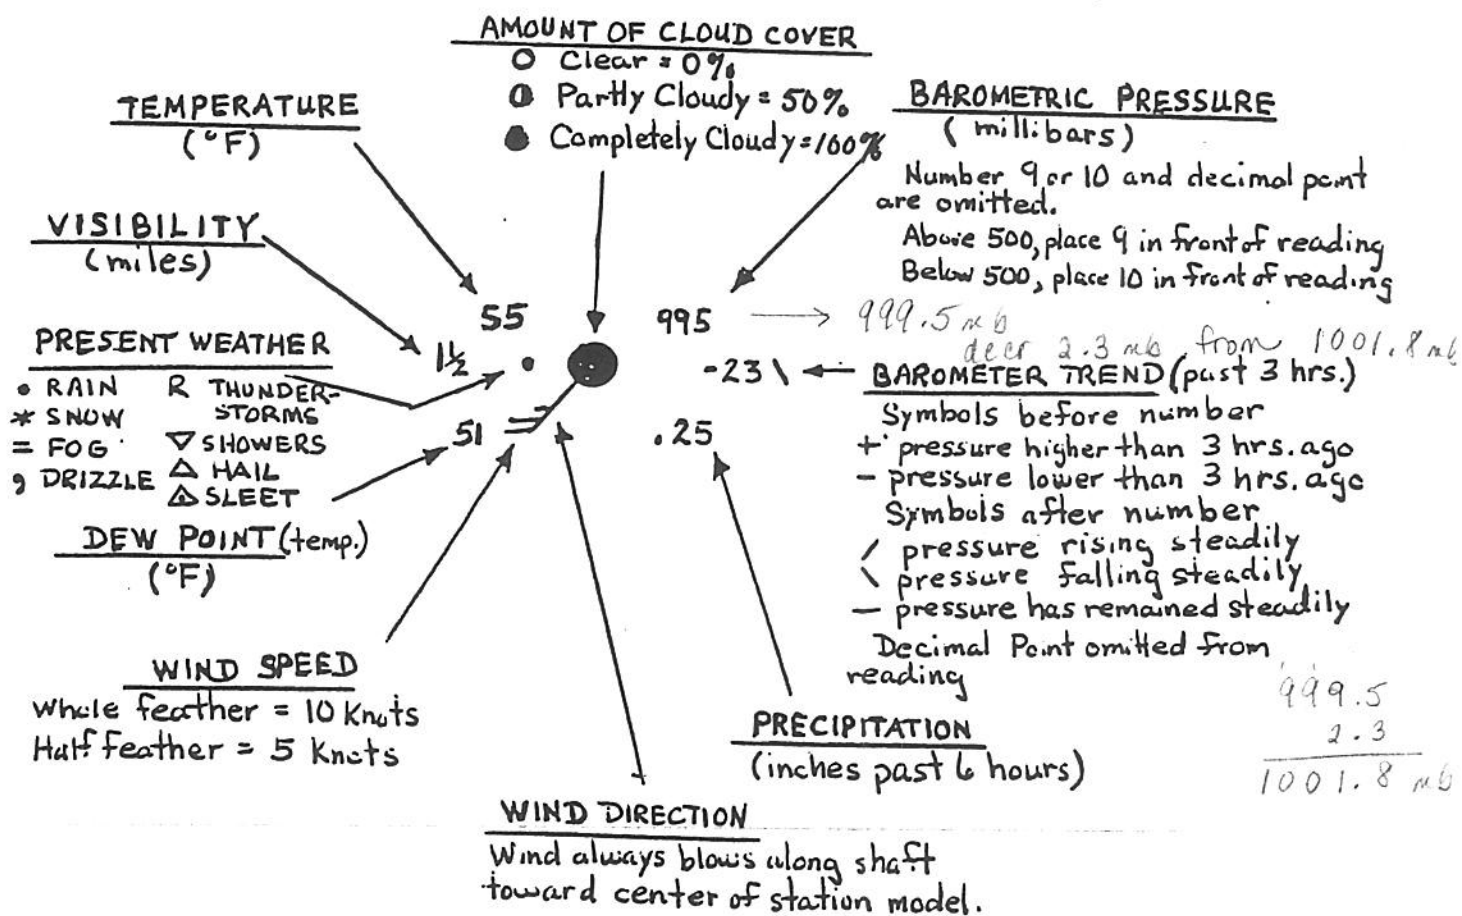 AMOUNT OF CLOUD COVER
Clear = 0%
Partly Cloudy = 50%
Completely Cloudy = 100%
TEMPERATURE
(°F)
BAROMETRIC PRESSURE
(millibars)
Number 9 or 10 and decimal point
are omitted.
Above 500, place 9 in front of reading
Below 500, place 10 in front of reading
VISIBILITY
(miles)
55
995
999.5 mb
decr 2.3 mb from 1001.8 mb
PRESENT WEATHER
• RAIN R THUNDER-
STORMS
* SNOW
= FOG ▽ SHOWERS
, DRIZZLE △ HAIL
SLEET
1½
-23\
BAROMETER TREND (past 3 hrs.)
Symbols before number
+ pressure higher than 3 hrs. ago
- pressure lower than 3 hrs. ago
Symbols after number
/ pressure rising steadily
\ pressure falling steadily
— pressure has remained steadily
Decimal Point omitted from
reading
51
.25
DEW POINT (temp.)
(°F)
WIND SPEED
Whole feather = 10 Knots
Half feather = 5 Knots
PRECIPITATION
(inches past 6 hours)
999.5
2.3
1001.8 mb
WIND DIRECTION
Wind always blows along shaft
toward center of station model.